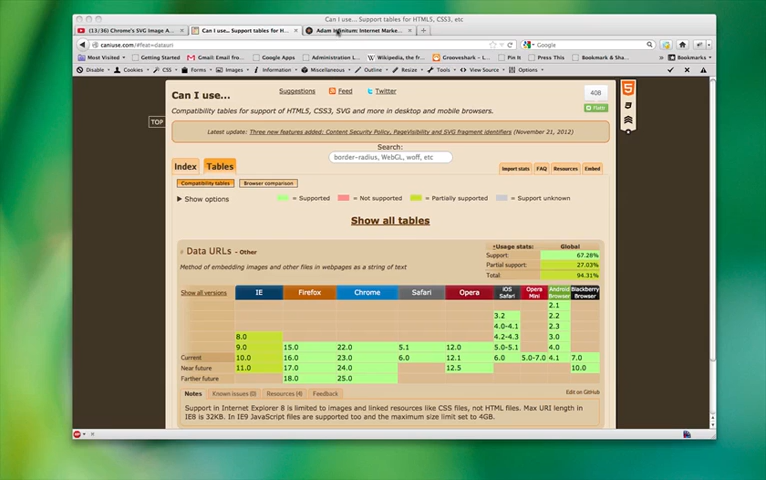 Can I use... Support tables for HTML5, CSS3, etc
(13/36) Chrome's SVG Image A...
Can I use... Support tables for H...
Adam Infinitum: Internet Marke...
caniuse.com/#feat=datauri
Google
Most Visited
Gmail: Email fro...
Google Apps
Administration L...
Wikipedia, the fr...
Grooveshark – L...
Pin It
Press This
Bookmark & Sha...
Bookmarks
Disable
Cookies
CSS
Forms
Images
Information
Miscellaneous
Outline
Resize
Tools
View Source
Options
Can I use...
Suggestions
Feed
Twitter
408
Flattr
Compatibility tables for support of HTML5, CSS3, SVG and more in desktop and mobile browsers.
TOP
Latest update: Three new features added: Content Security Policy, PageVisibility and SVG fragment identifiers (November 21, 2012)
Search:
border-radius, WebGL, woff, etc
Index
Tables
Import stats
FAQ
Resources
Embed
Compatibility tables
Browser comparison
Show options
= Supported
= Not supported
= Partially supported
= Support unknown
Show all tables
Data URLs - Other
Method of embedding images and other files in webpages as a string of text
*Usage stats: Global
Support: 67.28%
Partial support: 27.03%
Total: 94.31%
Show all versions IE Firefox Chrome Safari Opera iOS Safari Opera Mini Android Browser Blackberry Browser
2.1
3.2 2.2
4.0-4.1 2.3
8.0 4.2-4.3 3.0
9.0 15.0 22.0 5.1 12.0 5.0-5.1 4.0
Current 10.0 16.0 23.0 6.0 12.1 6.0 5.0-7.0 4.1 7.0
Near future 11.0 17.0 24.0 12.5 10.0
Farther future 18.0 25.0
Notes
Known issues (0)
Resources (4)
Feedback
Edit on GitHub
Support in Internet Explorer 8 is limited to images and linked resources like CSS files, not HTML files. Max URI length in
IE8 is 32KB. In IE9 JavaScript files are supported too and the maximum size limit set to 4GB.